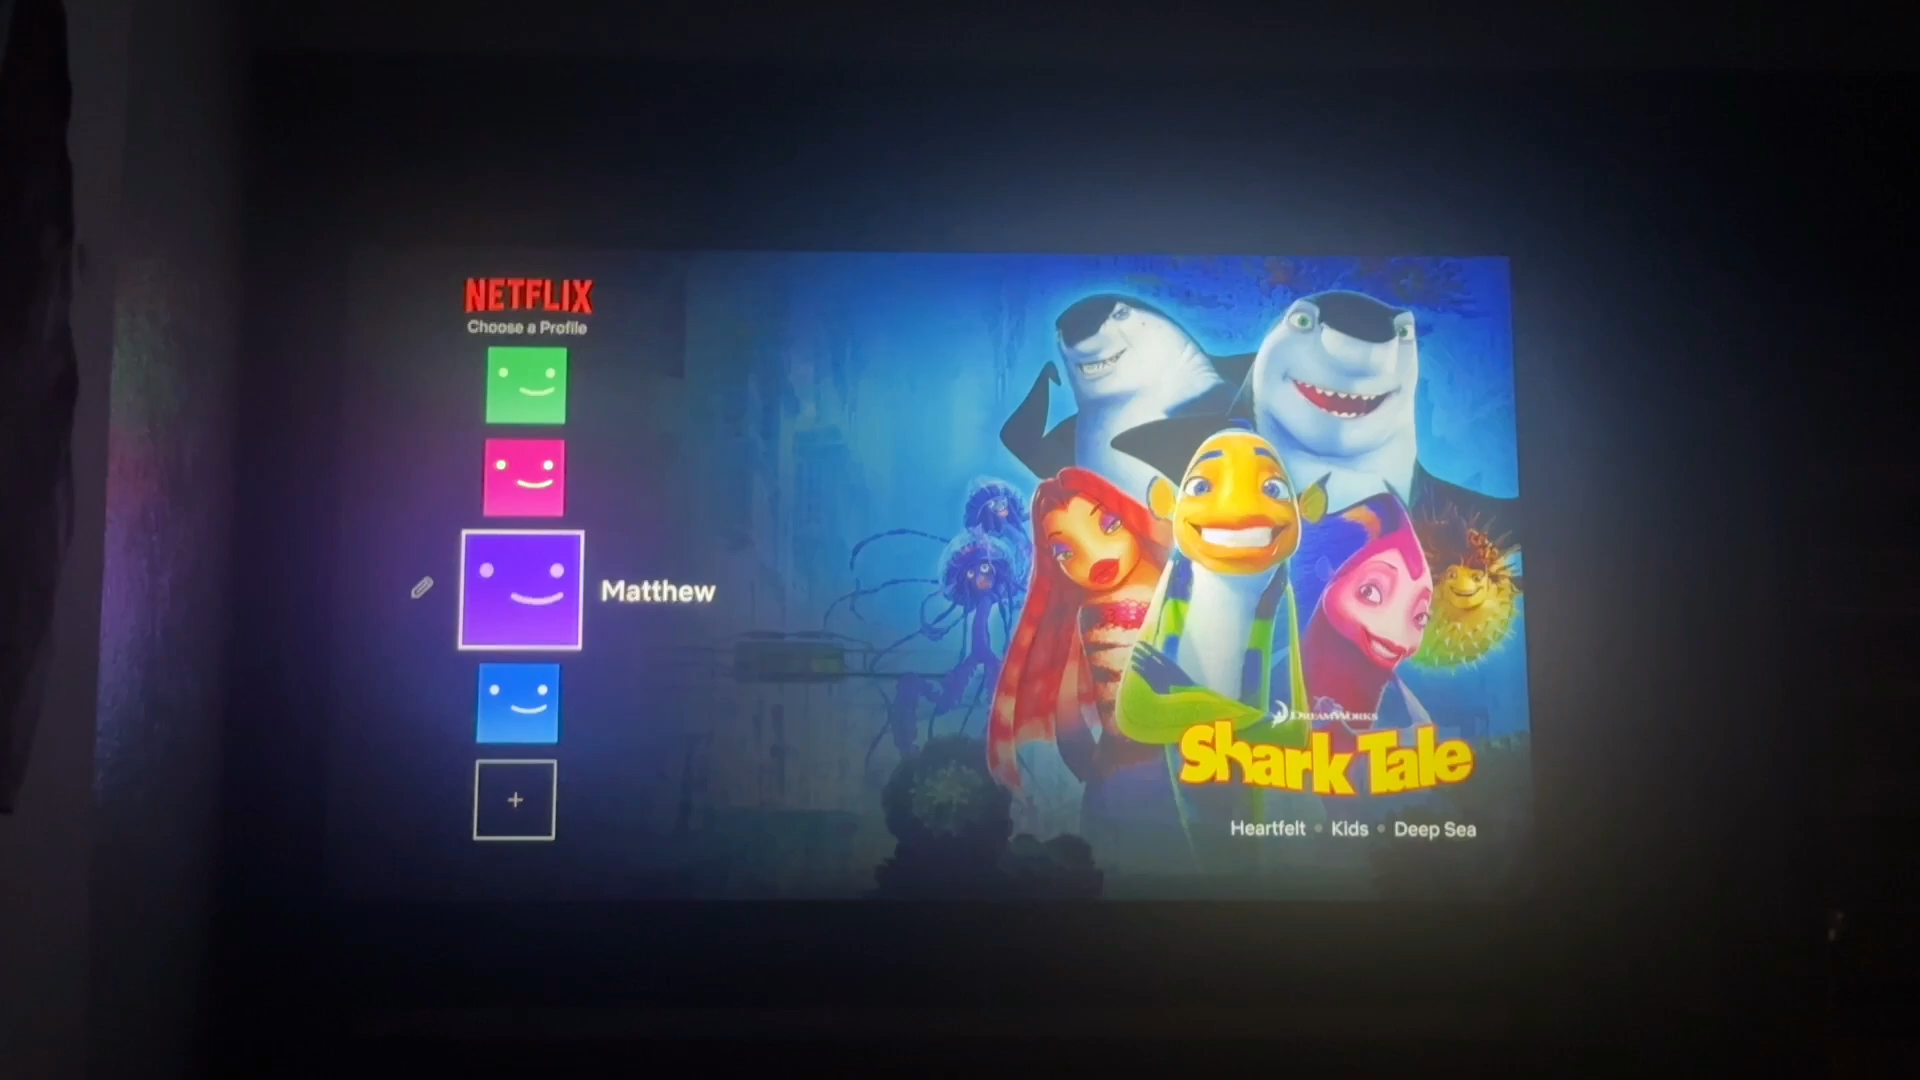 NETFLIX
Choose a Profile
Matthew
DREAMWORKS
Shark Tale
Heartfelt • Kids • Deep Sea